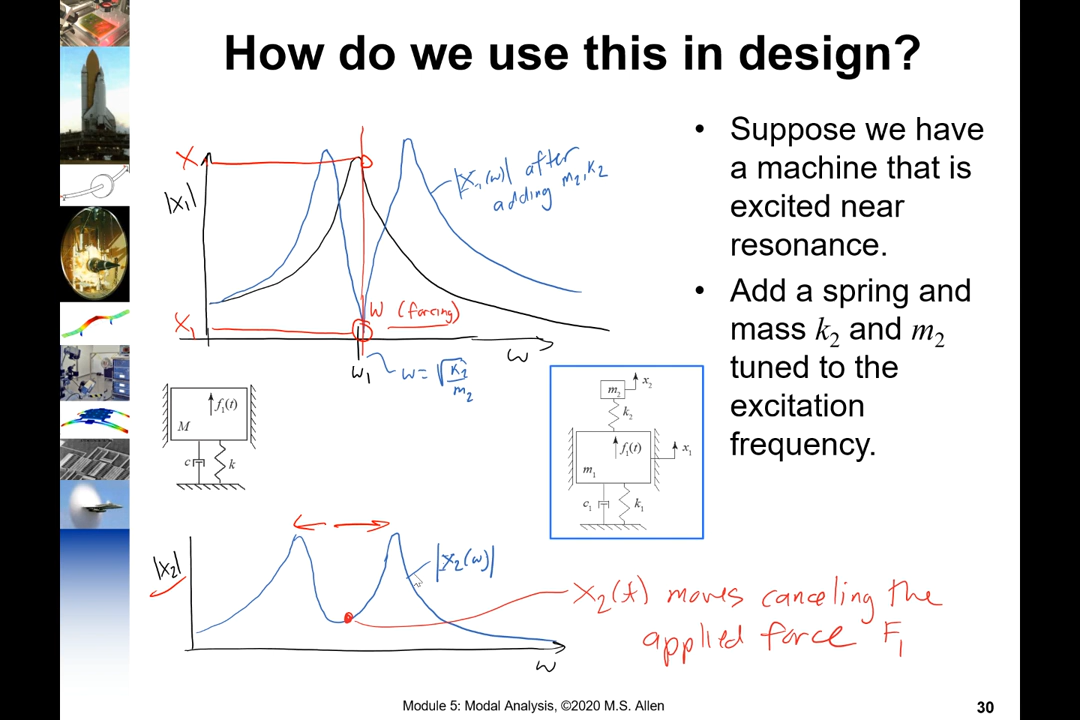 How do we use this in design?
• Suppose we have
a machine that is
excited near
resonance.
• Add a spring and
mass k₂ and m₂
tuned to the
excitation
frequency.
X
|X₁|
|X₁(ω)| after
adding m₂,k₂
X₁
W (forcing)
ω
ω₁
ω = √(k₂/m₂)
f₁(t)
M
c
k
m₂
x₂
k₂
f₁(t)
x₁
m₁
c₁
k₁
|X₂|
|X₂(ω)|
ω
X₂(t) moves canceling the
applied force F₁
Module 5: Modal Analysis, ©2020 M.S. Allen
30